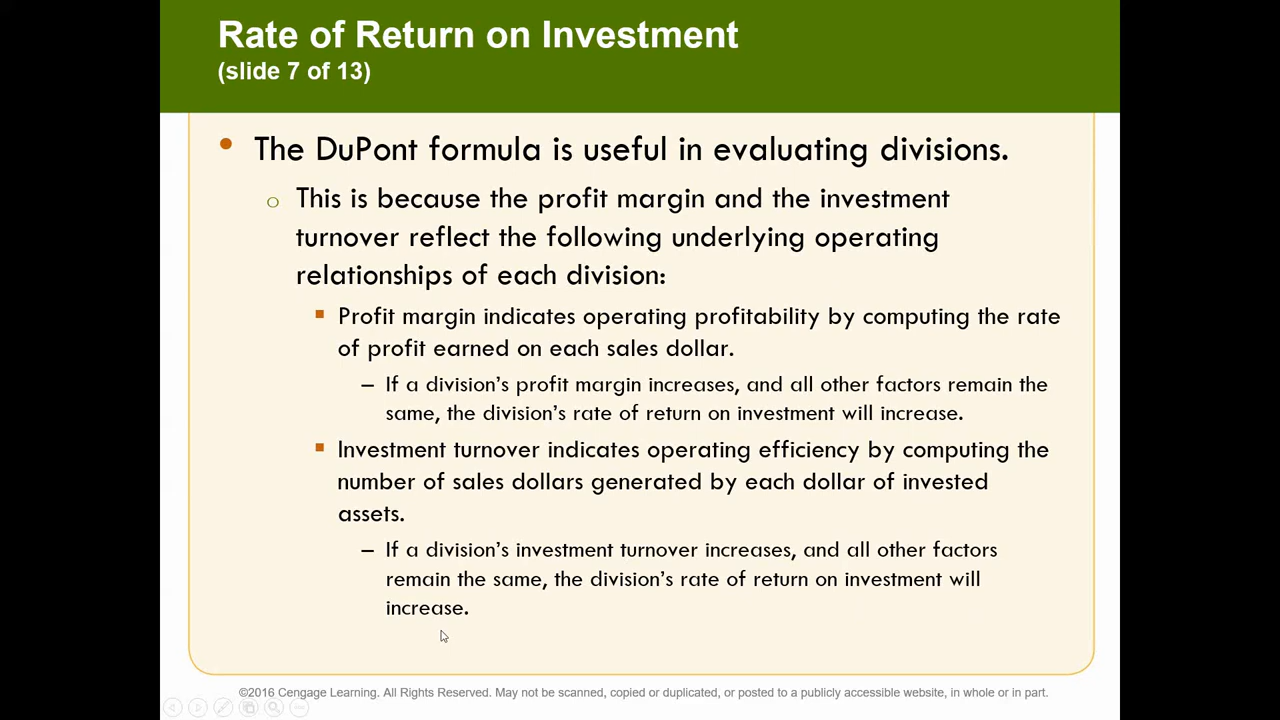 Rate of Return on Investment
(slide 7 of 13)
• The DuPont formula is useful in evaluating divisions.
o This is because the profit margin and the investment
turnover reflect the following underlying operating
relationships of each division:
▪ Profit margin indicates operating profitability by computing the rate
of profit earned on each sales dollar.
– If a division’s profit margin increases, and all other factors remain the
same, the division’s rate of return on investment will increase.
▪ Investment turnover indicates operating efficiency by computing the
number of sales dollars generated by each dollar of invested
assets.
– If a division’s investment turnover increases, and all other factors
remain the same, the division’s rate of return on investment will
increase.
©2016 Cengage Learning. All Rights Reserved. May not be scanned, copied or duplicated, or posted to a publicly accessible website, in whole or in part.